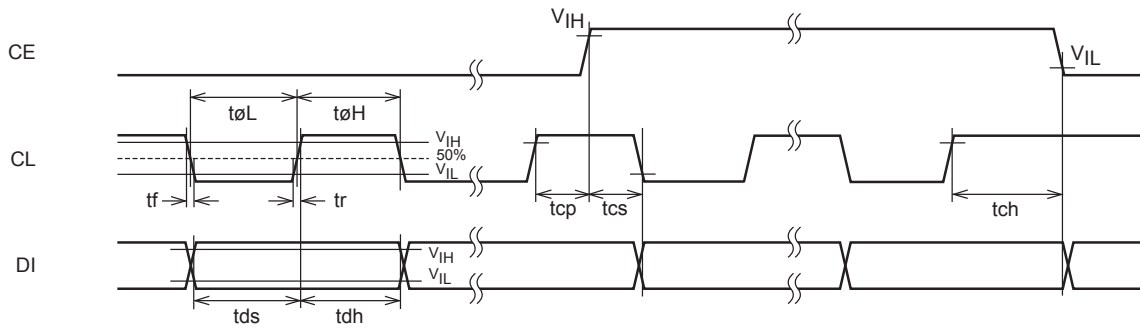 CE
VIH
VIL
tøL
tøH
CL
VIH
50%
VIL
tf
tr
tcp
tcs
tch
DI
VIH
VIL
tds
tdh